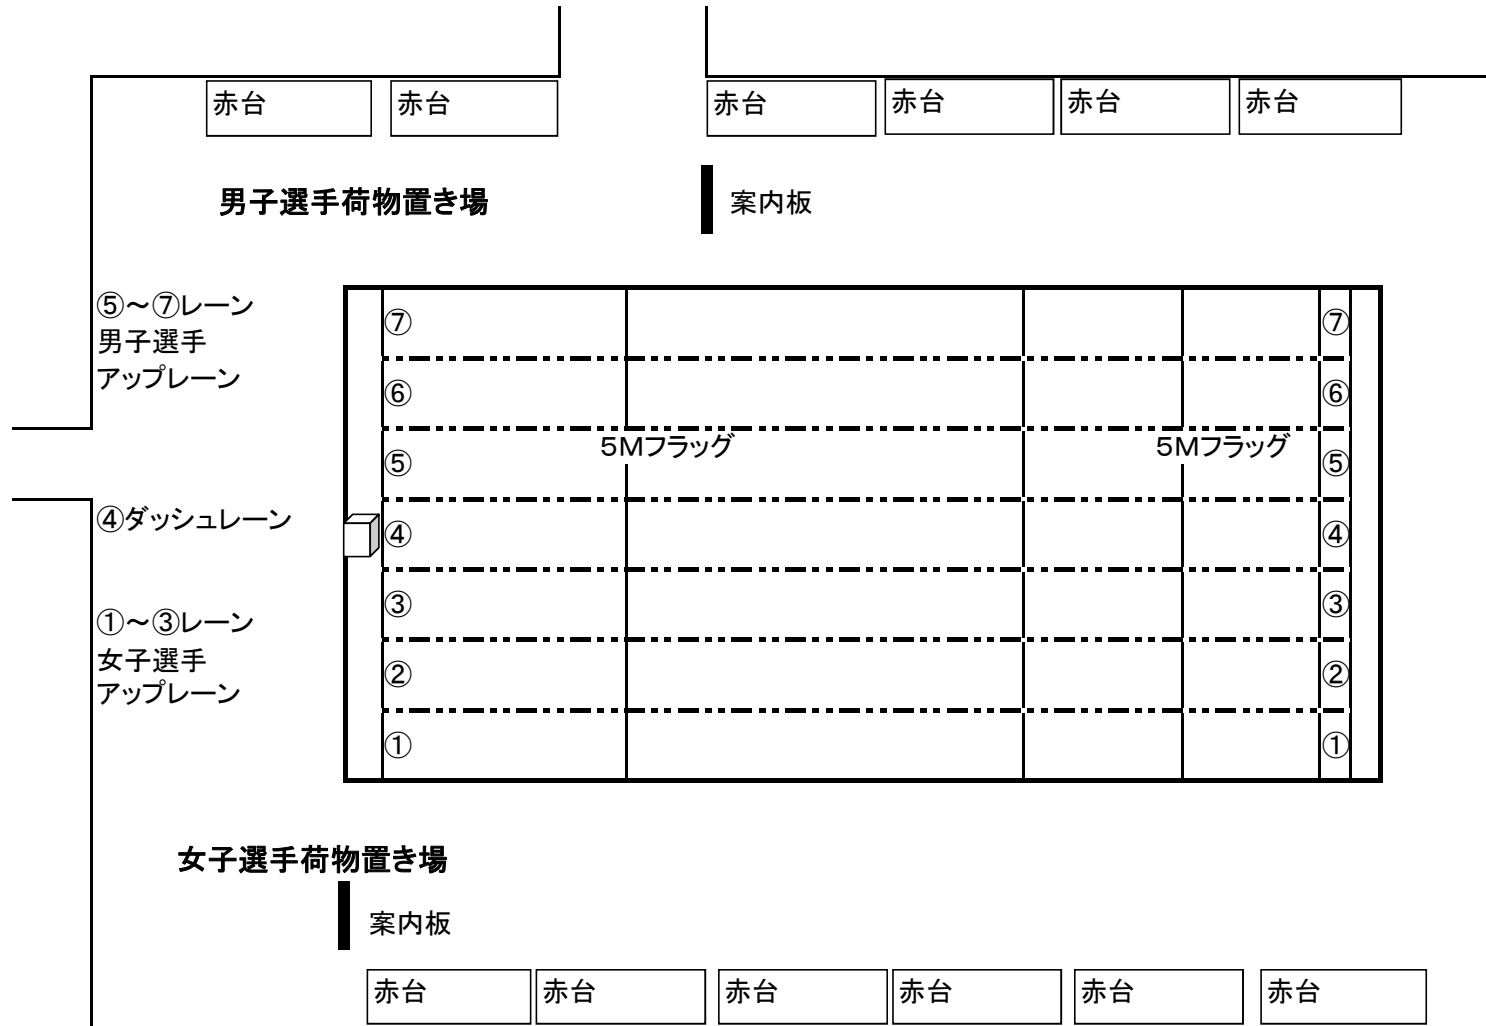 赤台
赤台
赤台
赤台
赤台
赤台
男子選手荷物置き場
案内板
⑤～⑦レーン
男子選手
アップレーン
⑦
⑦
⑥
⑥
５Ｍフラッグ
５Ｍフラッグ
⑤
⑤
④ダッシュレーン
④
④
①～③レーン
女子選手
アップレーン
③
③
②
②
①
①
女子選手荷物置き場
案内板
赤台
赤台
赤台
赤台
赤台
赤台